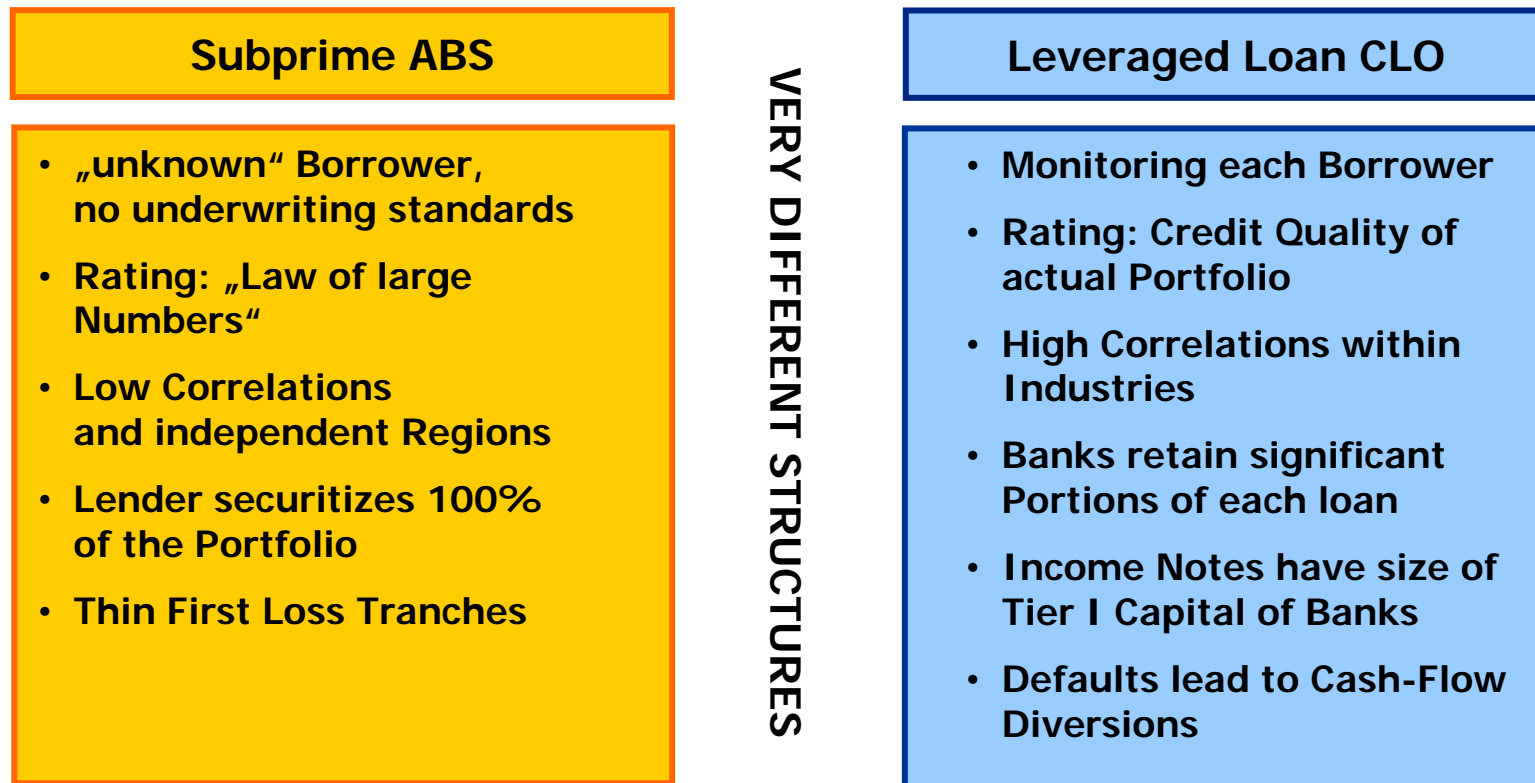 Subprime ABS
• „unknown“ Borrower,
no underwriting standards
• Rating: „Law of large
Numbers“
• Low Correlations
and independent Regions
• Lender securitizes 100%
of the Portfolio
• Thin First Loss Tranches
VERY DIFFERENT STRUCTURES
Leveraged Loan CLO
• Monitoring each Borrower
• Rating: Credit Quality of
actual Portfolio
• High Correlations within
Industries
• Banks retain significant
Portions of each loan
• Income Notes have size of
Tier I Capital of Banks
• Defaults lead to Cash-Flow
Diversions